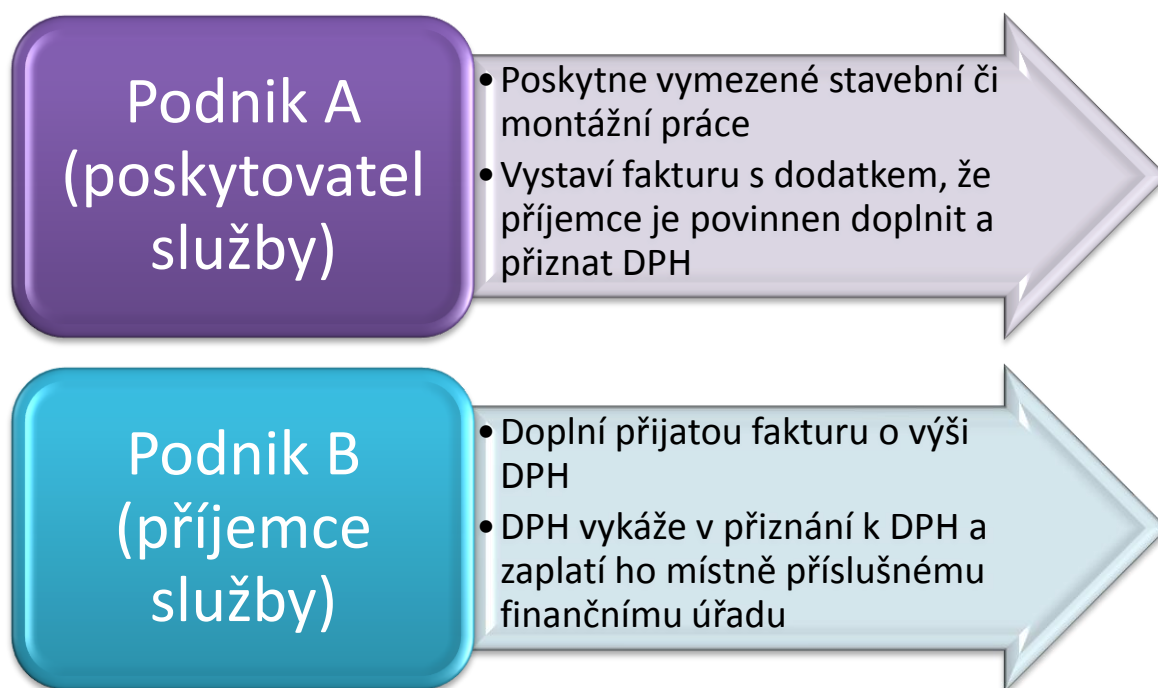 Podnik A
(poskytovatel
služby)
• Poskytne vymezené stavební či
montážní práce
• Vystaví fakturu s dodatkem, že
příjemce je povinnen doplnit a
přiznat DPH
Podnik B
(příjemce
služby)
• Doplní přijatou fakturu o výši
DPH
• DPH vykáže v přiznání k DPH a
zaplatí ho místně příslušnému
finančnímu úřadu